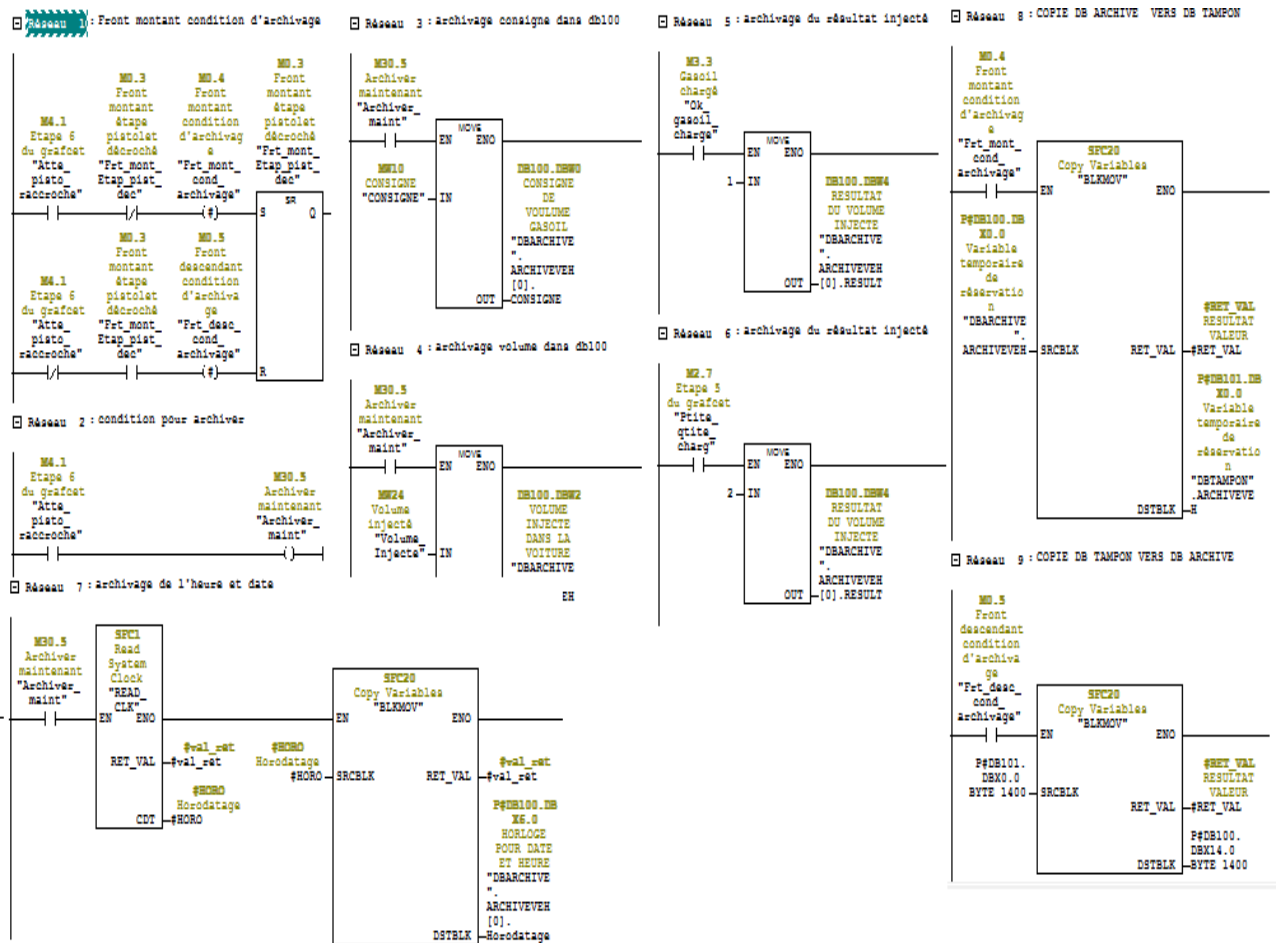 Réseau 1 : Front montant condition d'archivage
M0.3
Front
montant
étape
pistolet
décroché
"Frt_mont_
Etap_pist_
dec"
M4.1
Etape 6
du grafcet
"Atte_
pisto_
raccroche"
M0.3
Front
montant
étape
pistolet
décroché
"Frt_mont_
Etap_pist_
dec"
M0.4
Front
montant
condition
d'archivag
e
"Frt_mont_
cond_
archivage"
(#)
SR
S
Q
M4.1
Etape 6
du grafcet
"Atte_
pisto_
raccroche"
M0.3
Front
montant
étape
pistolet
décroché
"Frt_mont_
Etap_pist_
dec"
M0.5
Front
descendant
condition
d'archiva
ge
"Frt_desc_
cond_
archivage"
(#)
R
Réseau 2 : condition pour archiver
M4.1
Etape 6
du grafcet
"Atte_
pisto_
raccroche"
M30.5
Archiver
maintenant
"Archiver_
maint"
Réseau 3 : archivage consigne dans db100
M30.5
Archiver
maintenant
"Archiver_
maint"
MOVE
EN ENO
MW10
CONSIGNE
"CONSIGNE"
IN
DB100.DBW0
CONSIGNE
DE
VOULUME
GASOIL
"DBARCHIVE
".
ARCHIVEVEH
[0].
CONSIGNE
OUT
Réseau 4 : archivage volume dans db100
M30.5
Archiver
maintenant
"Archiver_
maint"
MOVE
EN ENO
MW24
Volume
injecté
"Volume_
Injecte"
IN
DB100.DBW2
VOLUME
INJECTE
DANS LA
VOITURE
"DBARCHIVE
EH
Réseau 5 : archivage du résultat injecté
M3.3
Gasoil
chargé
"Ok_
gasoil_
charge"
MOVE
EN ENO
1 IN
DB100.DBW4
RESULTAT
DU VOLUME
INJECTE
"DBARCHIVE
".
ARCHIVEVEH
[0].RESULT
OUT
Réseau 6 : archivage du résultat injecté
M2.7
Etape 5
du grafcet
"Ptite_
qtite_
charg"
MOVE
EN ENO
2 IN
DB100.DBW4
RESULTAT
DU VOLUME
INJECTE
"DBARCHIVE
".
ARCHIVEVEH
[0].RESULT
OUT
Réseau 7 : archivage de l'heure et date
M30.5
Archiver
maintenant
"Archiver_
maint"
SFC1
Read
System
Clock
"READ_
CLK"
EN ENO
RET_VAL
#val_ret
#val_ret
CDT
#HORO
Horodatage
#HORO
SFC20
Copy Variables
"BLKMOV"
EN ENO
#HORO
Horodatage
#HORO
SRCBLK
RET_VAL
#val_ret
#val_ret
P#DB100.DB
X6.0
HORLOGE
POUR DATE
ET HEURE
"DBARCHIVE
".
ARCHIVEVEH
[0].
Horodatage
DSTBLK
Réseau 8 : COPIE DB ARCHIVE VERS DB TAMPON
M0.4
Front
montant
condition
d'archivag
e
"Frt_mont_
cond_
archivage"
SFC20
Copy Variables
"BLKMOV"
EN ENO
P#DB100.DB
X0.0
Variable
temporaire
de
réservatio
n
"DBARCHIVE
".
ARCHIVEVEH
SRCBLK
RET_VAL
#RET_VAL
RESULTAT
VALEUR
#RET_VAL
P#DB101.DB
X0.0
Variable
temporaire
de
réservatio
n
"DBTAMPON"
.ARCHIVEVE
H
DSTBLK
Réseau 9 : COPIE DB TAMPON VERS DB ARCHIVE
M0.5
Front
descendant
condition
d'archiva
ge
"Frt_desc_
cond_
archivage"
SFC20
Copy Variables
"BLKMOV"
EN ENO
P#DB101.
DBX0.0
BYTE 1400
SRCBLK
RET_VAL
#RET_VAL
RESULTAT
VALEUR
#RET_VAL
P#DB100.
DBX14.0
BYTE 1400
DSTBLK